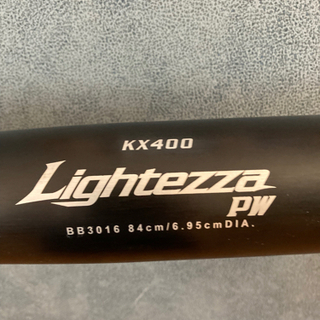 KX400
Lightezza
PW
BB3016 84cm/6.95cmDIA.